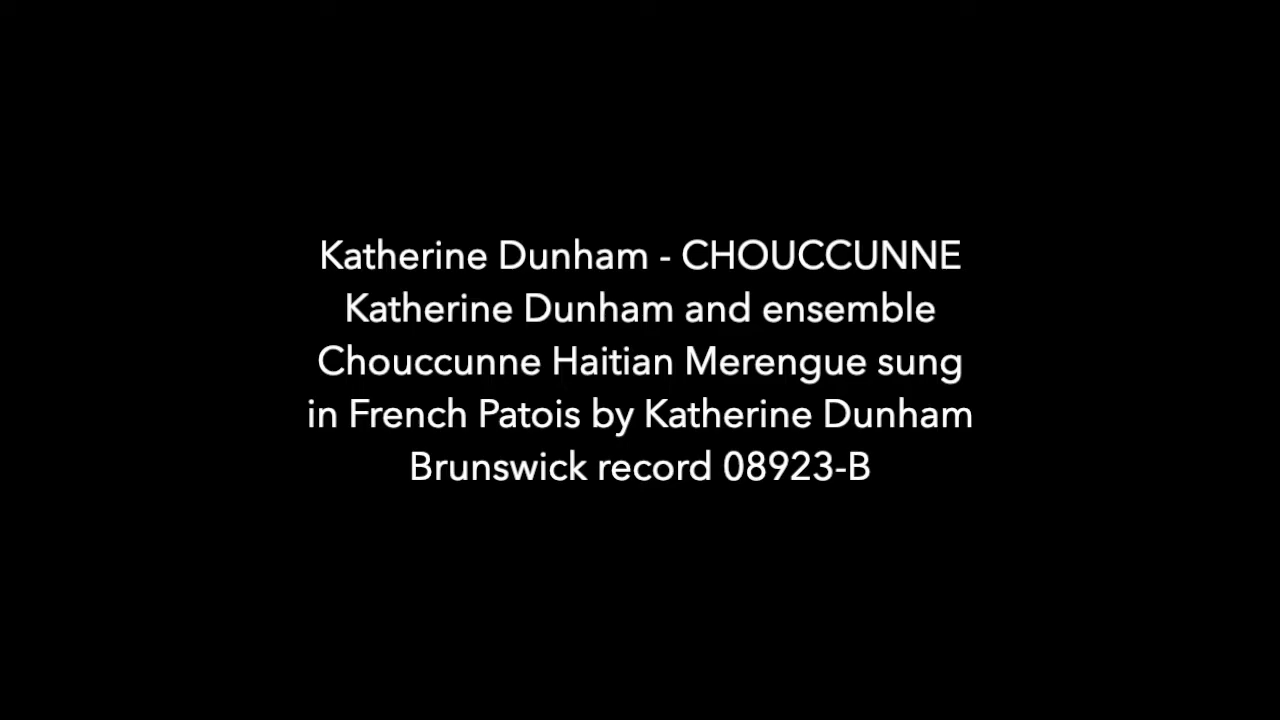 Katherine Dunham - CHOUCCUNNE
Katherine Dunham and ensemble
Chouccunne Haitian Merengue sung
in French Patois by Katherine Dunham
Brunswick record 08923-B